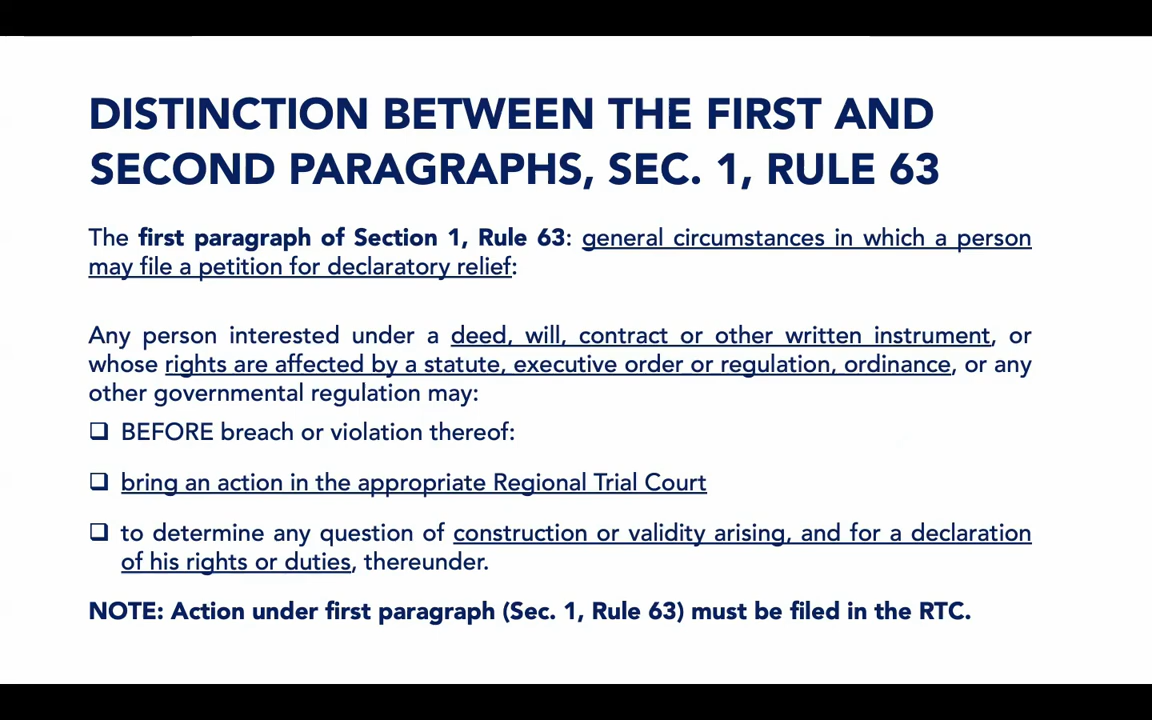 DISTINCTION BETWEEN THE FIRST AND
SECOND PARAGRAPHS, SEC. 1, RULE 63
The first paragraph of Section 1, Rule 63: general circumstances in which a person
may file a petition for declaratory relief:
Any person interested under a deed, will, contract or other written instrument, or
whose rights are affected by a statute, executive order or regulation, ordinance, or any
other governmental regulation may:
❑ BEFORE breach or violation thereof:
❑ bring an action in the appropriate Regional Trial Court
❑ to determine any question of construction or validity arising, and for a declaration
of his rights or duties, thereunder.
NOTE: Action under first paragraph (Sec. 1, Rule 63) must be filed in the RTC.